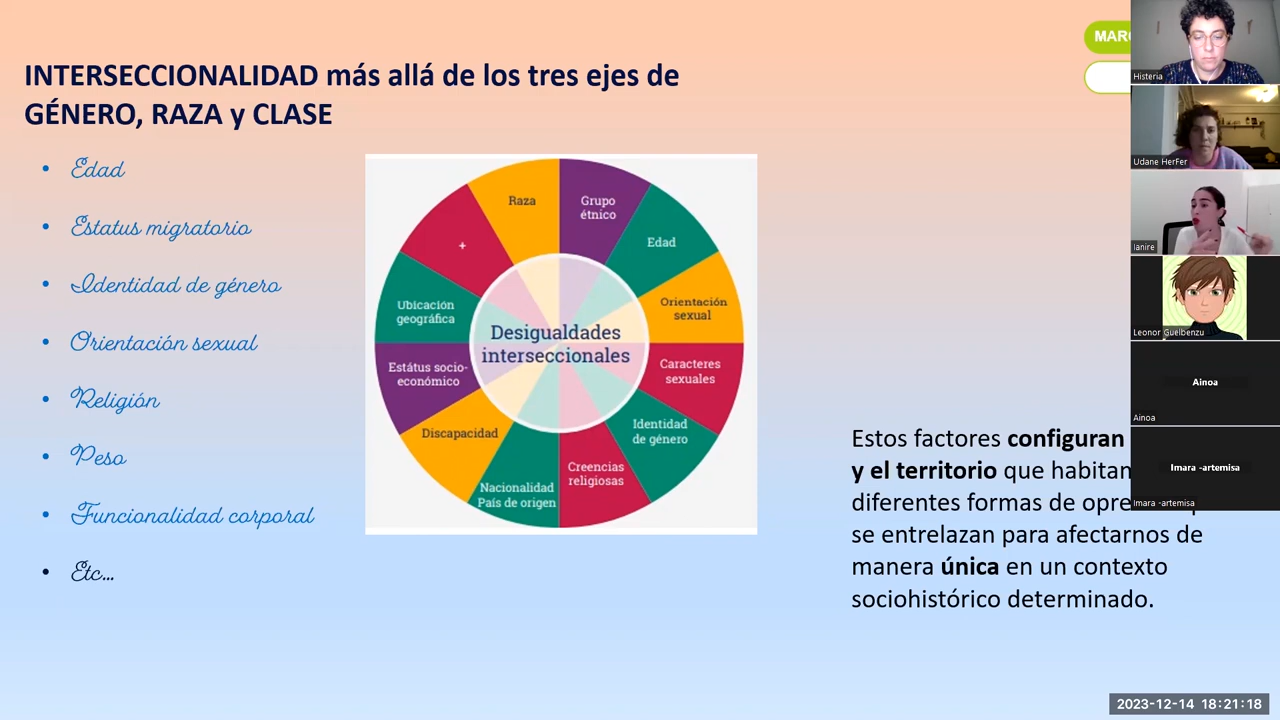 INTERSECCIONALIDAD más allá de los tres ejes de
GÉNERO, RAZA y CLASE
• Edad
• Estatus migratorio
• Identidad de género
• Orientación sexual
• Religión
• Peso
• Funcionalidad corporal
• Etc...
Raza
Grupo
étnico
Edad
Orientación
sexual
Caracteres
sexuales
Identidad
de género
Creencias
religiosas
Nacionalidad
País de origen
Discapacidad
Estátus socio-
económico
Ubicación
geográfica
+
Desigualdades
interseccionales
Estos factores configuran
y el territorio que
diferentes formas de
se entrelazan para afectarnos de
manera única en un contexto
sociohistórico determinado.
Histeria
Udane HerFer
Ianire
Leonor Guelbenzu
Ainoa
Ainoa
Imara -artemisa
Imara -artemisa
2023-12-14 18:21:18